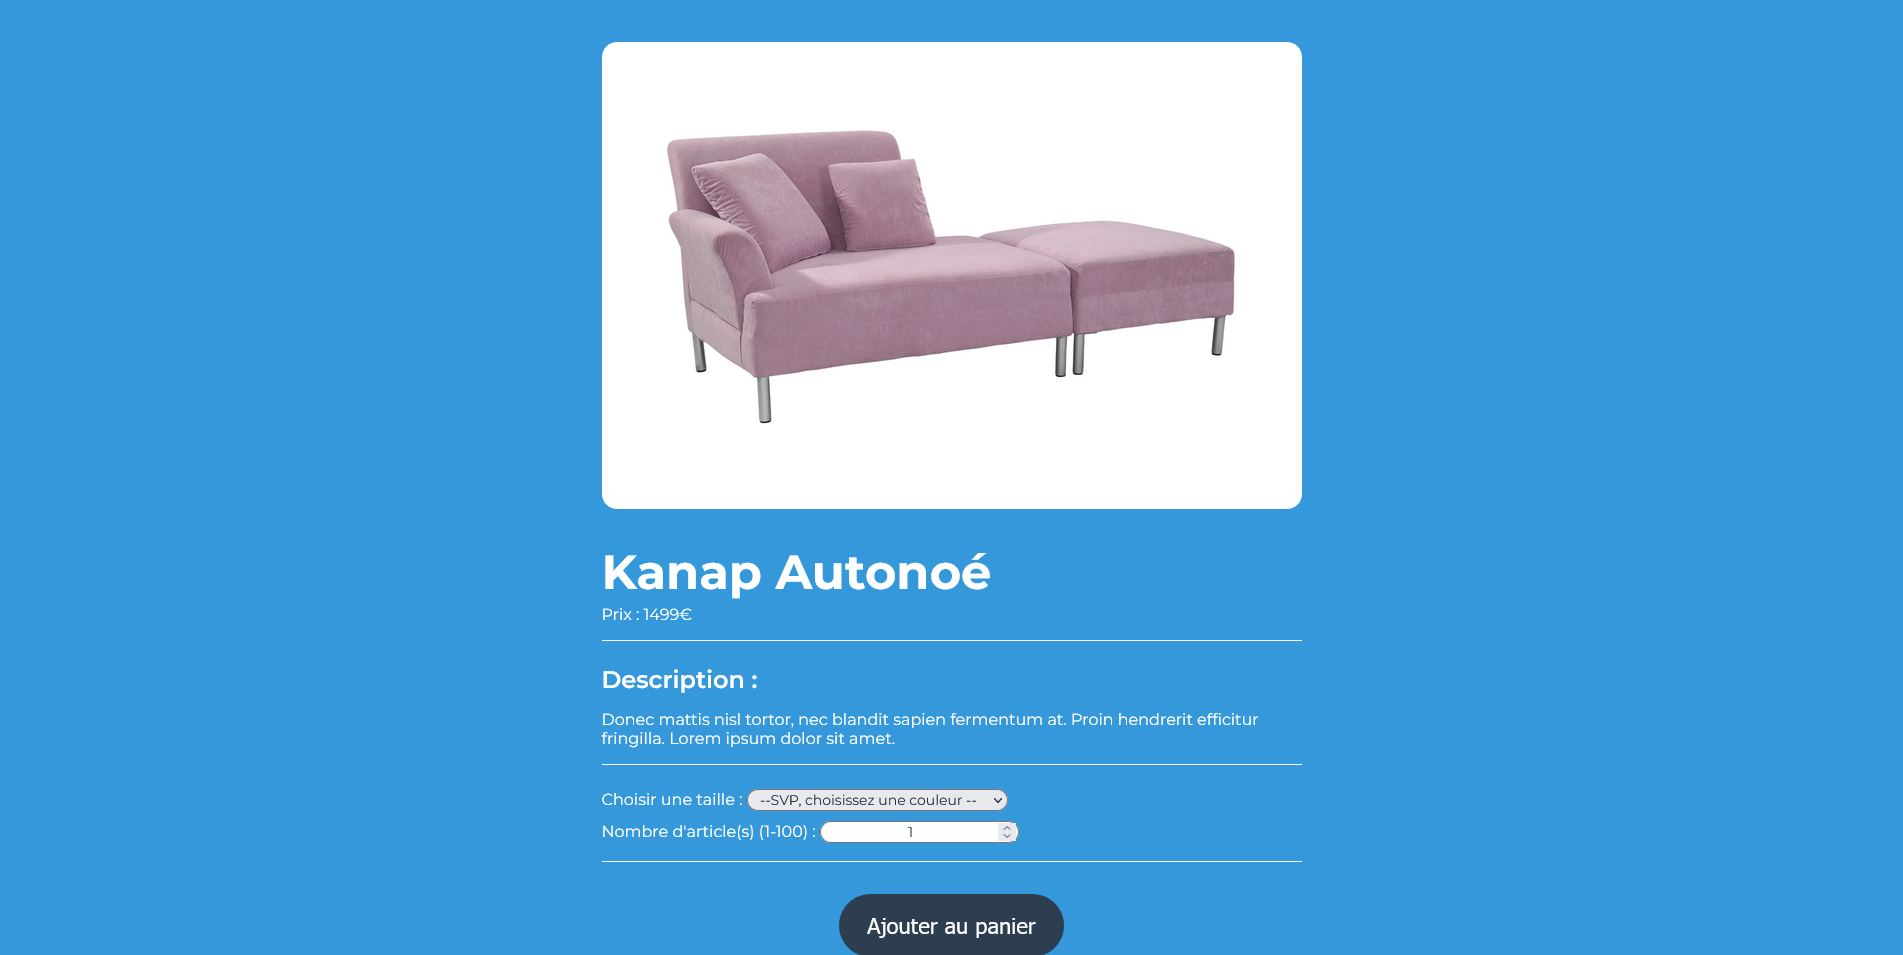 Kanap Autonoé
Prix : 1499€
Description :
Donec mattis nisl tortor, nec blandit sapien fermentum at. Proin hendrerit efficitur
fringilla. Lorem ipsum dolor sit amet.
Choisir une taille : --SVP, choisissez une couleur --
Nombre d'article(s) (1-100) : 1
Ajouter au panier